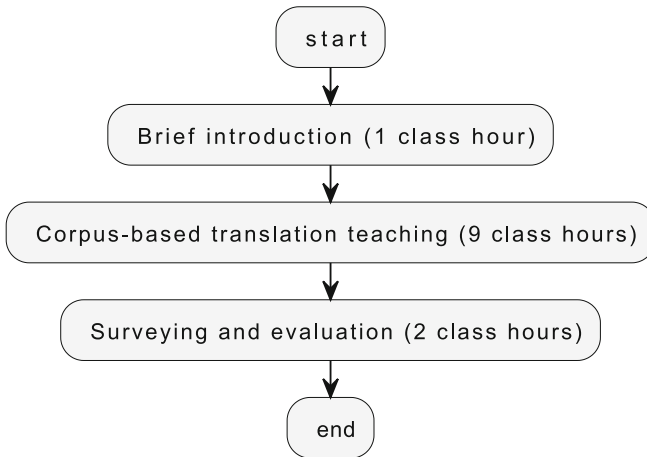 start
Brief introduction (1 class hour)
Corpus-based translation teaching (9 class hours)
Surveying and evaluation (2 class hours)
end